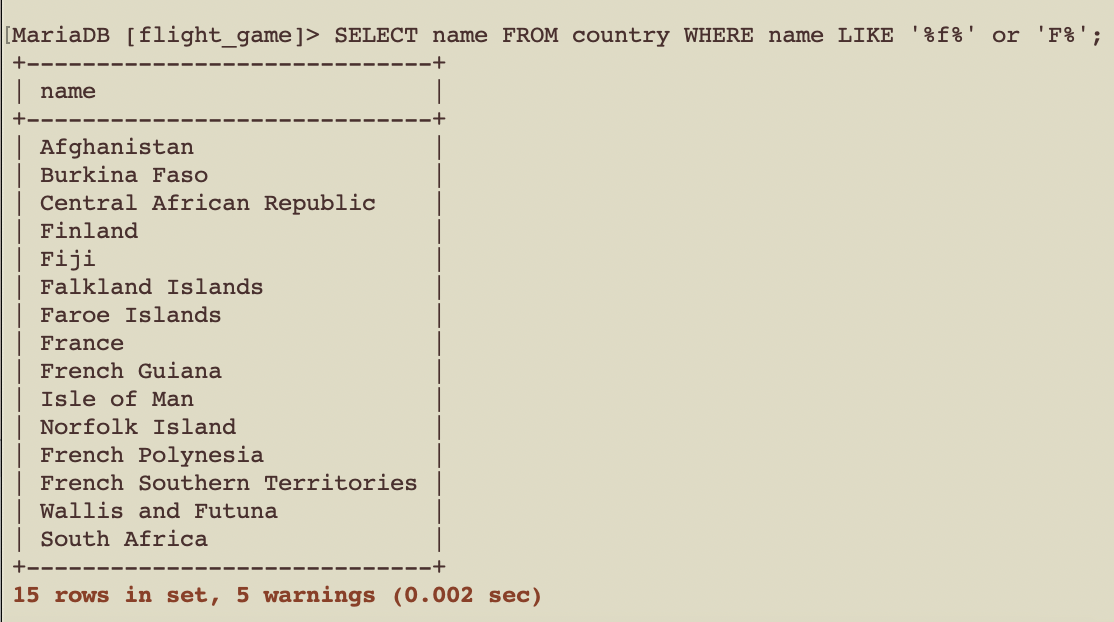 [MariaDB [flight_game]> SELECT name FROM country WHERE name LIKE '%f%' or 'F%';
+-----------------------------+
| name                        |
+-----------------------------+
| Afghanistan                 |
| Burkina Faso                |
| Central African Republic    |
| Finland                     |
| Fiji                        |
| Falkland Islands            |
| Faroe Islands               |
| France                      |
| French Guiana               |
| Isle of Man                 |
| Norfolk Island              |
| French Polynesia            |
| French Southern Territories |
| Wallis and Futuna           |
| South Africa                |
+-----------------------------+
15 rows in set, 5 warnings (0.002 sec)